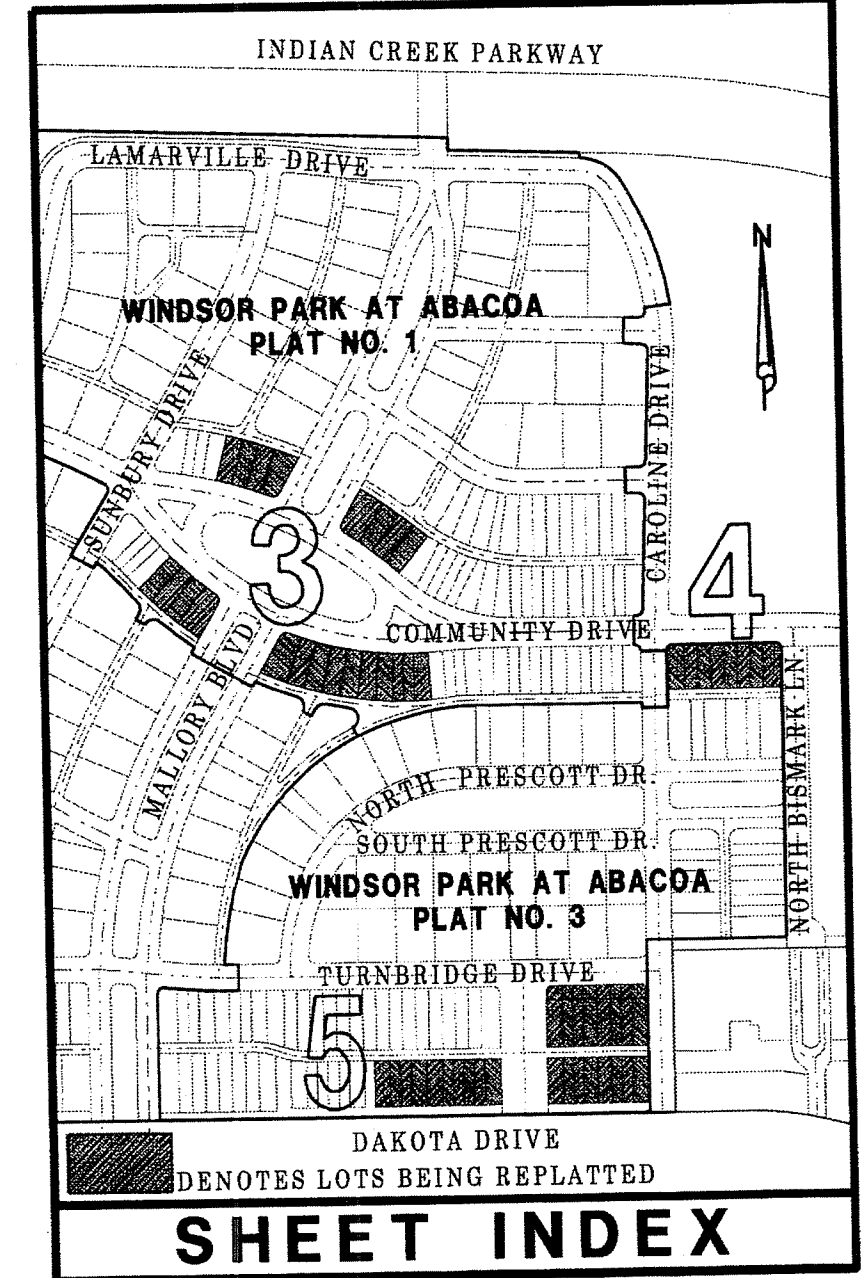 INDIAN CREEK PARKWAY
LAMARVILLE DRIVE
N
WINDSOR PARK AT ABACOA
PLAT NO. 1
SUNBURY DRIVE
CAROLINE DRIVE
3
4
COMMUNITY DRIVE
MALLORY BLVD
NORTH BISMARK LN
NORTH PRESCOTT DR.
SOUTH PRESCOTT DR.
WINDSOR PARK AT ABACOA
PLAT NO. 3
TURNBRIDGE DRIVE
5
DAKOTA DRIVE
DENOTES LOTS BEING REPLATTED
SHEET INDEX